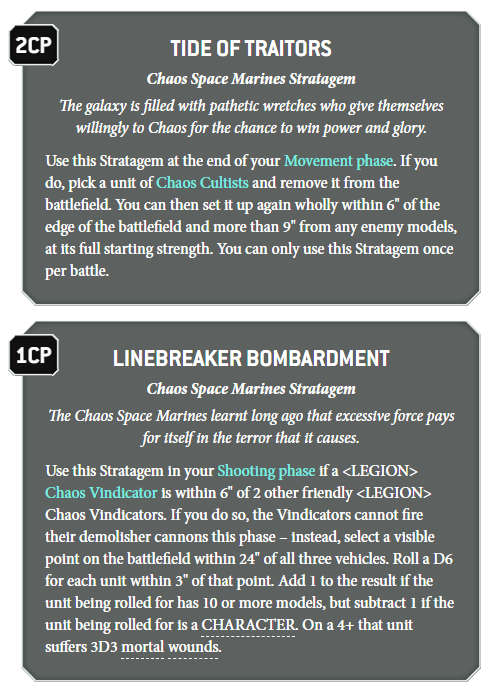 2CP
TIDE OF TRAITORS
Chaos Space Marines Stratagem
The galaxy is filled with pathetic wretches who give themselves
willingly to Chaos for the chance to win power and glory.
Use this Stratagem at the end of your Movement phase. If you
do, pick a unit of Chaos Cultists and remove it from the
battlefield. You can then set it up again wholly within 6" of the
edge of the battlefield and more than 9" from any enemy models,
at its full starting strength. You can only use this Stratagem once
per battle.
1CP
LINEBREAKER BOMBARDMENT
Chaos Space Marines Stratagem
The Chaos Space Marines learnt long ago that excessive force pays
for itself in the terror that it causes.
Use this Stratagem in your Shooting phase if a <LEGION>
Chaos Vindicator is within 6" of 2 other friendly <LEGION>
Chaos Vindicators. If you do so, the Vindicators cannot fire
their demolisher cannons this phase – instead, select a visible
point on the battlefield within 24" of all three vehicles. Roll a D6
for each unit within 3" of that point. Add 1 to the result if the
unit being rolled for has 10 or more models, but subtract 1 if the
unit being rolled for is a CHARACTER. On a 4+ that unit
suffers 3D3 mortal wounds.